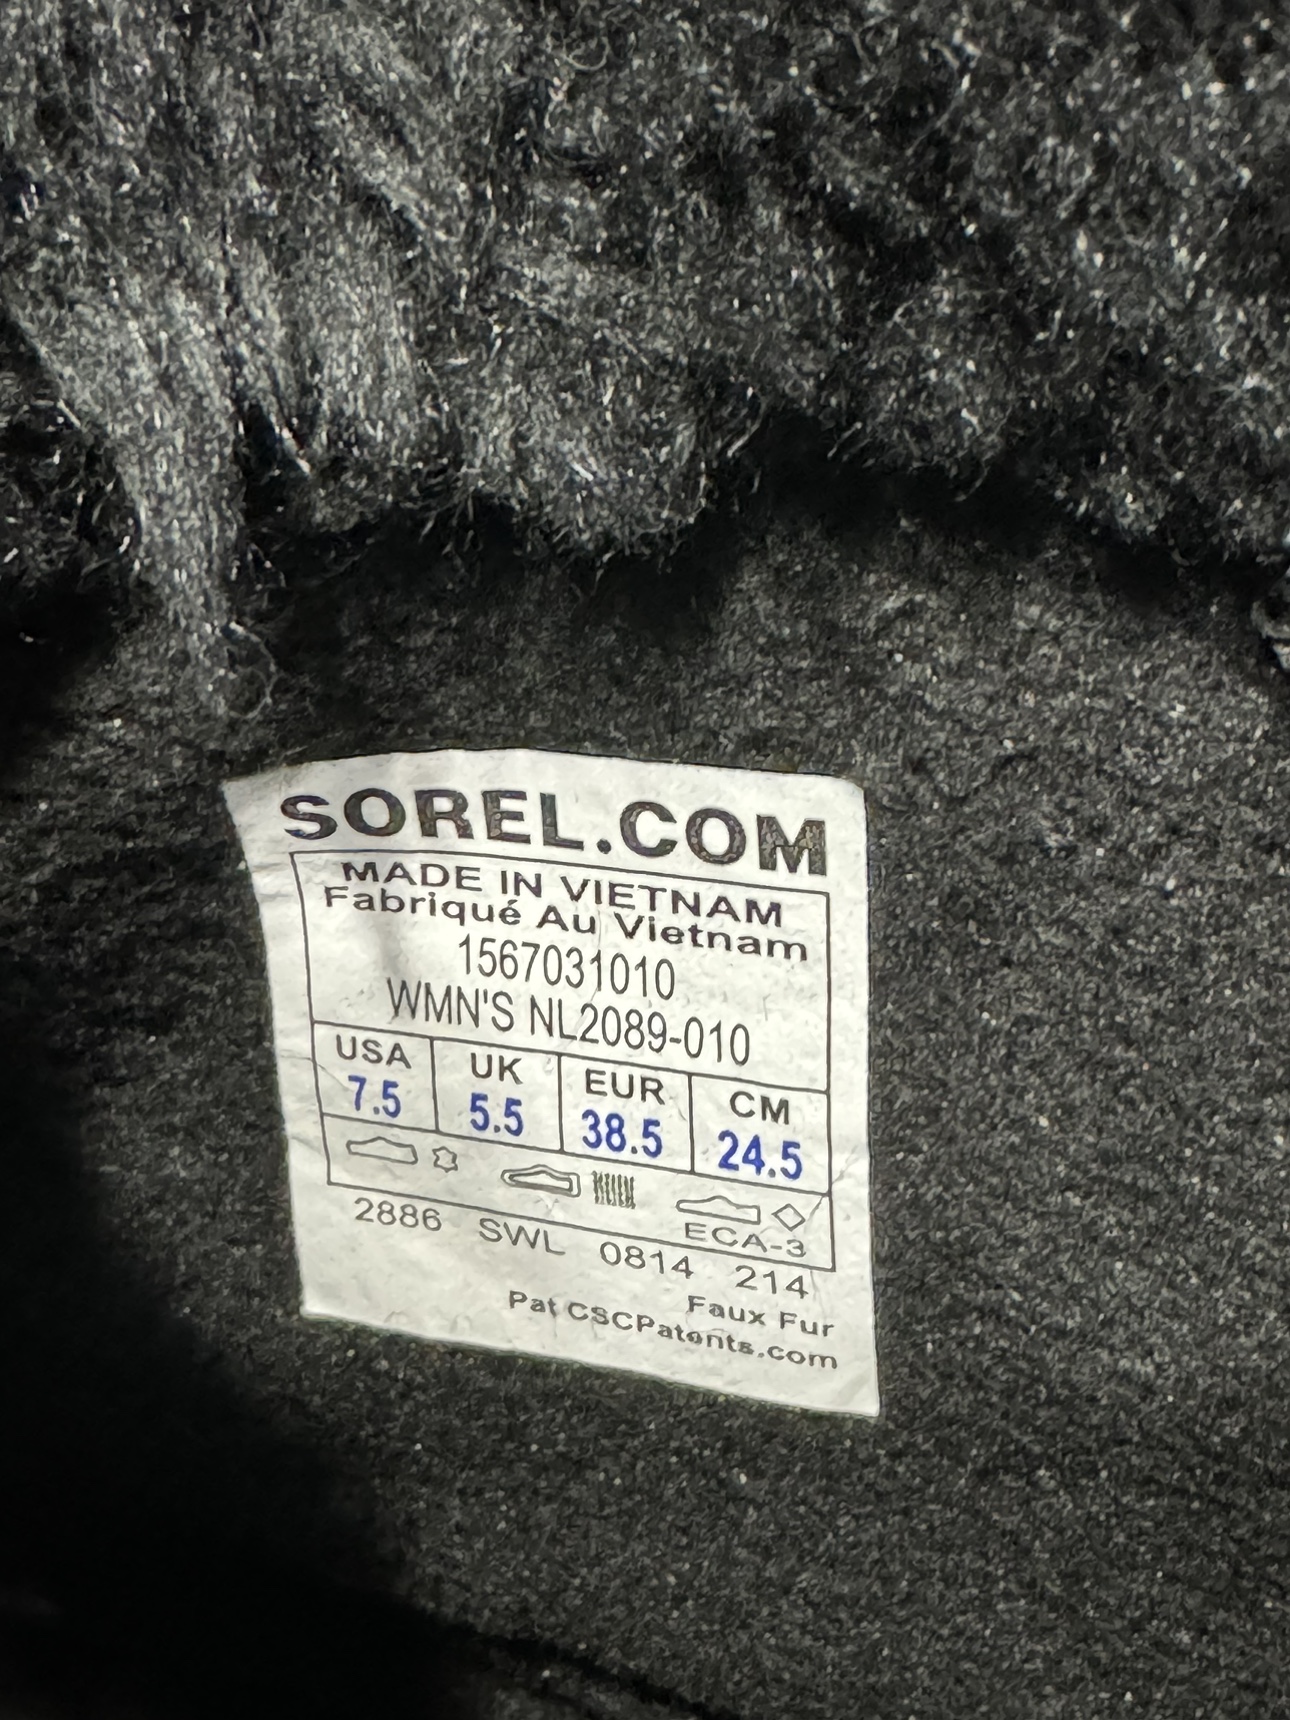 SOREL.COM
MADE IN VIETNAM
Fabriqué Au Vietnam
1567031010
WMN'S NL2089-010
USA UK EUR CM
7.5 5.5 38.5 24.5
ECA-3
2886 SWL 0814 214
Faux Fur
Pat CSCPatents.com